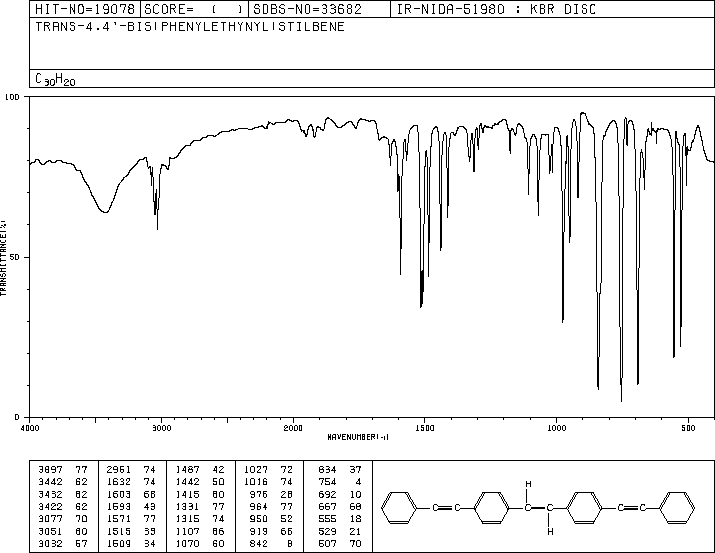 HIT-NO=19078 SCORE= ( ) SDBS-NO=33682 IR-NIDA-51980 : KBR DISC
TRANS-4,4'-BIS(PHENYLETHYNYL)STILBENE
C30H20
100
50
0
TRANSMITTANCE(%)
4000 3000 2000 1500 1000 500
WAVENUMBER(-1)
3897 77 2961 74 1487 42 1027 72 834 37
3442 62 1632 74 1442 50 1016 74 754 4
3432 62 1603 68 1415 60 976 28 692 10
3422 62 1593 43 1331 77 964 77 667 68
3077 70 1571 77 1315 74 950 52 555 18
3051 60 1515 33 1107 66 919 66 529 21
3032 57 1509 34 1070 60 842 8 507 70
H
C C C C C C
H